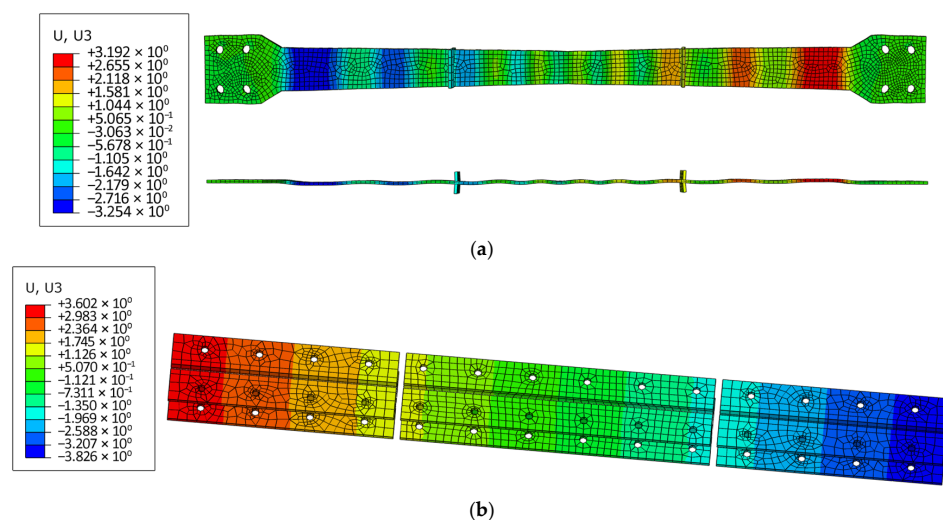 (a)
U, U3
+3.192 × 10⁰
+2.655 × 10⁰
+2.118 × 10⁰
+1.581 × 10⁰
+1.044 × 10⁰
+5.065 × 10⁻¹
−3.063 × 10⁻²
−5.678 × 10⁻¹
−1.105 × 10⁰
−1.642 × 10⁰
−2.179 × 10⁰
−2.716 × 10⁰
−3.254 × 10⁰
(a)
U, U3
+3.602 × 10⁰
+2.983 × 10⁰
+2.364 × 10⁰
+1.745 × 10⁰
+1.126 × 10⁰
+5.070 × 10⁻¹
−1.121 × 10⁻¹
−7.311 × 10⁻¹
−1.350 × 10⁰
−1.969 × 10⁰
−2.588 × 10⁰
−3.207 × 10⁰
−3.826 × 10⁰
(b)